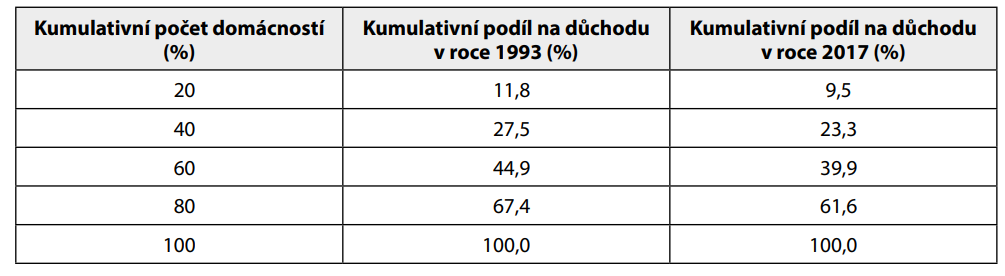 Kumulativní počet domácností (%) Kumulativní podíl na důchodu v roce 1993 (%) Kumulativní podíl na důchodu v roce 2017 (%)
20 11,8 9,5
40 27,5 23,3
60 44,9 39,9
80 67,4 61,6
100 100,0 100,0